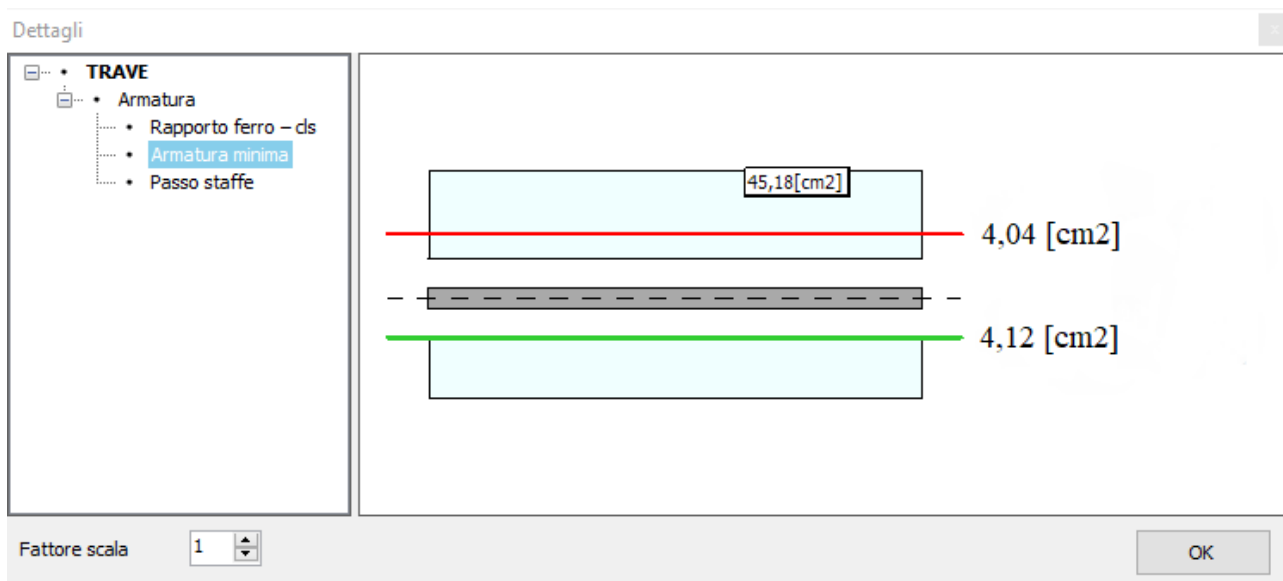 Dettagli
TRAVE
Armatura
Rapporto ferro – cls
Armatura minima
Passo staffe
45,18[cm2]
4,04 [cm2]
4,12 [cm2]
Fattore scala
1
OK